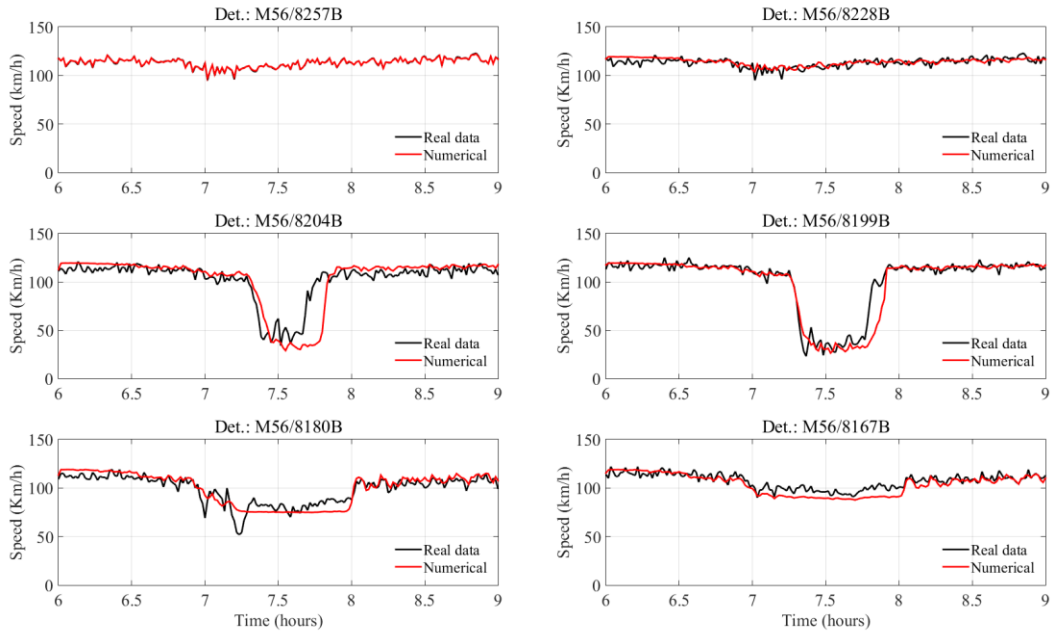 Det.: M56/8257B
150
100
50
0
Speed (km/h)
Real data
Numerical
6 6.5 7 7.5 8 8.5 9
Det.: M56/8228B
150
100
50
0
Speed (Km/h)
Real data
Numerical
6 6.5 7 7.5 8 8.5 9
Det.: M56/8204B
150
100
50
0
Speed (Km/h)
Real data
Numerical
6 6.5 7 7.5 8 8.5 9
Det.: M56/8199B
150
100
50
0
Speed (Km/h)
Real data
Numerical
6 6.5 7 7.5 8 8.5 9
Det.: M56/8180B
150
100
50
0
Speed (Km/h)
Real data
Numerical
6 6.5 7 7.5 8 8.5 9
Time (hours)
Det.: M56/8167B
150
100
50
0
Speed (km/h)
Real data
Numerical
6 6.5 7 7.5 8 8.5 9
Time (hours)